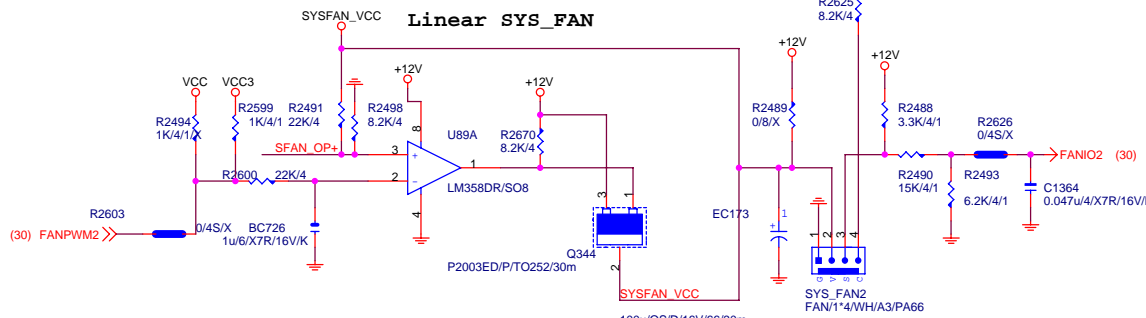 SYSFAN_VCC
Linear SYS_FAN
R2625
8.2K/4
VCC
VCC3
+12V
+12V
+12V
+12V
R2494
1K/4/1/X
R2599
1K/4/1
R2491
22K/4
R2498
8.2K/4
U89A
R2670
8.2K/4
R2489
0/8/X
R2488
3.3K/4/1
R2626
0/4S/X
SFAN_OP+
3
+
8
1
2
-
4
LM358DR/SO8
R2600
22K/4
R2603
0/4S/X
(30) FANPWM2
BC726
1u/6/X7R/16V/K
3
1
Q344
2
P2003ED/P/TO252/30m
SYSFAN_VCC
EC173
+
1
R2490
15K/4/1
R2493
6.2K/4/1
FANIO2 (30)
C1364
0.047u/4/X7R/16V/
1
2
3
4
G
V
S
C
SYS_FAN2
FAN/1*4/WH/A3/PA66